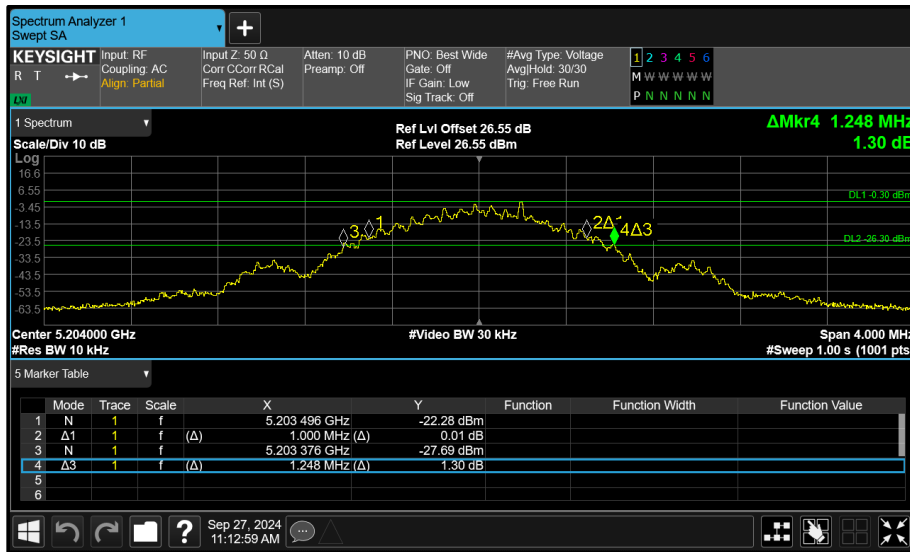 Spectrum Analyzer 1
Swept SA
+
KEYSIGHT Input: RF Input Z: 50 Ω Atten: 10 dB PNO: Best Wide #Avg Type: Voltage 1 2 3 4 5 6
R T Coupling: AC Corr CCorr RCal Preamp: Off Gate: Off Avg|Hold: 30/30 M W W W W W
Align: Partial Freq Ref: Int (S) IF Gain: Low Trig: Free Run
LXI Sig Track: Off P N N N N N
1 Spectrum Ref Lvl Offset 26.55 dB ΔMkr4 1.248 MHz
Scale/Div 10 dB Ref Level 26.55 dBm 1.30 dB
Log
16.6
6.55
DL1 -0.30 dBm
-3.45
-13.5
3 1 2Δ1 4Δ3
-23.5
DL2 -26.30 dBm
-33.5
-43.5
-53.5
-63.5
Center 5.204000 GHz #Video BW 30 kHz Span 4.000 MHz
#Res BW 10 kHz #Sweep 1.00 s (1001 pts
5 Marker Table
Mode Trace Scale X Y Function Function Width Function Value
1 N 1 f 5.203 496 GHz -22.28 dBm
2 Δ1 1 f (Δ) 1.000 MHz (Δ) 0.01 dB
3 N 1 f 5.203 376 GHz -27.69 dBm
4 Δ3 1 f (Δ) 1.248 MHz (Δ) 1.30 dB
5
6
? Sep 27, 2024
11:12:59 AM